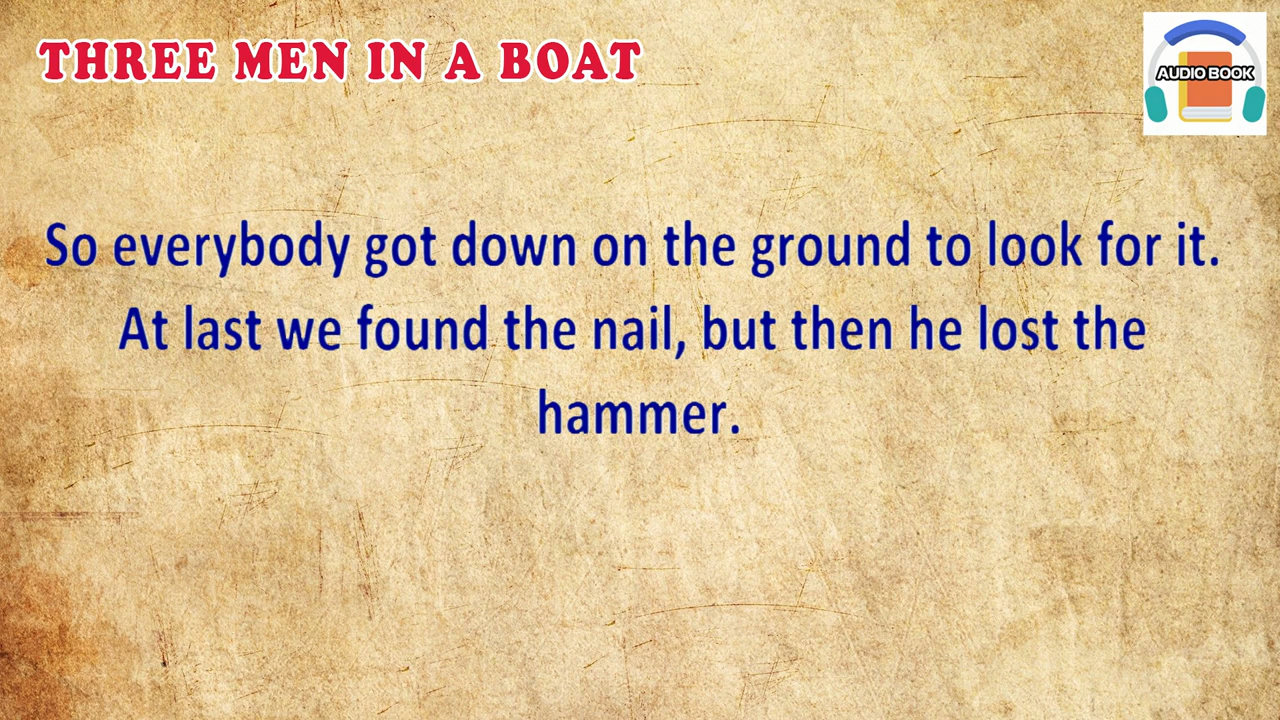 THREE MEN IN A BOAT
AUDIO BOOK
So everybody got down on the ground to look for it.
At last we found the nail, but then he lost the
hammer.